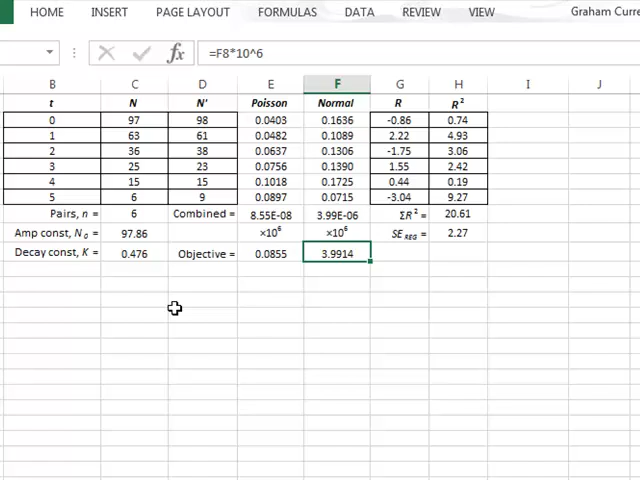 HOME INSERT PAGE LAYOUT FORMULAS DATA REVIEW VIEW Graham Curre
fx =F8*10^6
B C D E F G H I J
t N N' Poisson Normal R R²
0 97 98 0.0403 0.1636 -0.86 0.74
1 63 61 0.0482 0.1089 2.22 4.93
2 36 38 0.0637 0.1306 -1.75 3.06
3 25 23 0.0756 0.1390 1.55 2.42
4 15 15 0.1018 0.1725 0.44 0.19
5 6 9 0.0897 0.0715 -3.04 9.27
Pairs, n = 6 Combined = 8.55E-08 3.99E-06 ΣR² = 20.61
Amp const, N₀ = 97.86 ×10⁶ ×10⁶ SE REG = 2.27
Decay const, K = 0.476 Objective = 0.0855 3.9914